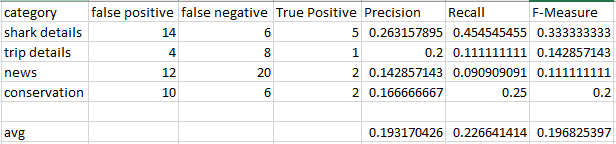 category false positive false negative True Positive Precision Recall F-Measure
shark details 14 6 5 0.263157895 0.454545455 0.333333333
trip details 4 8 1 0.2 0.111111111 0.142857143
news 12 20 2 0.142857143 0.090909091 0.111111111
conservation 10 6 2 0.166666667 0.25 0.2
avg 0.193170426 0.226641414 0.196825397